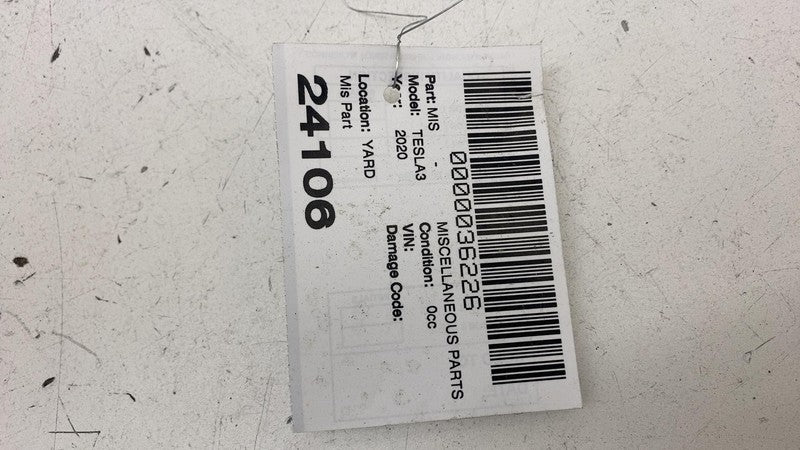 0000036226
Part: MIS - MISCELLANEOUS PARTS
Model: TESLA3 Condition: 0cc
Year: 2020 VIN:
Damage Code:
Location: YARD
Mis Part
24106